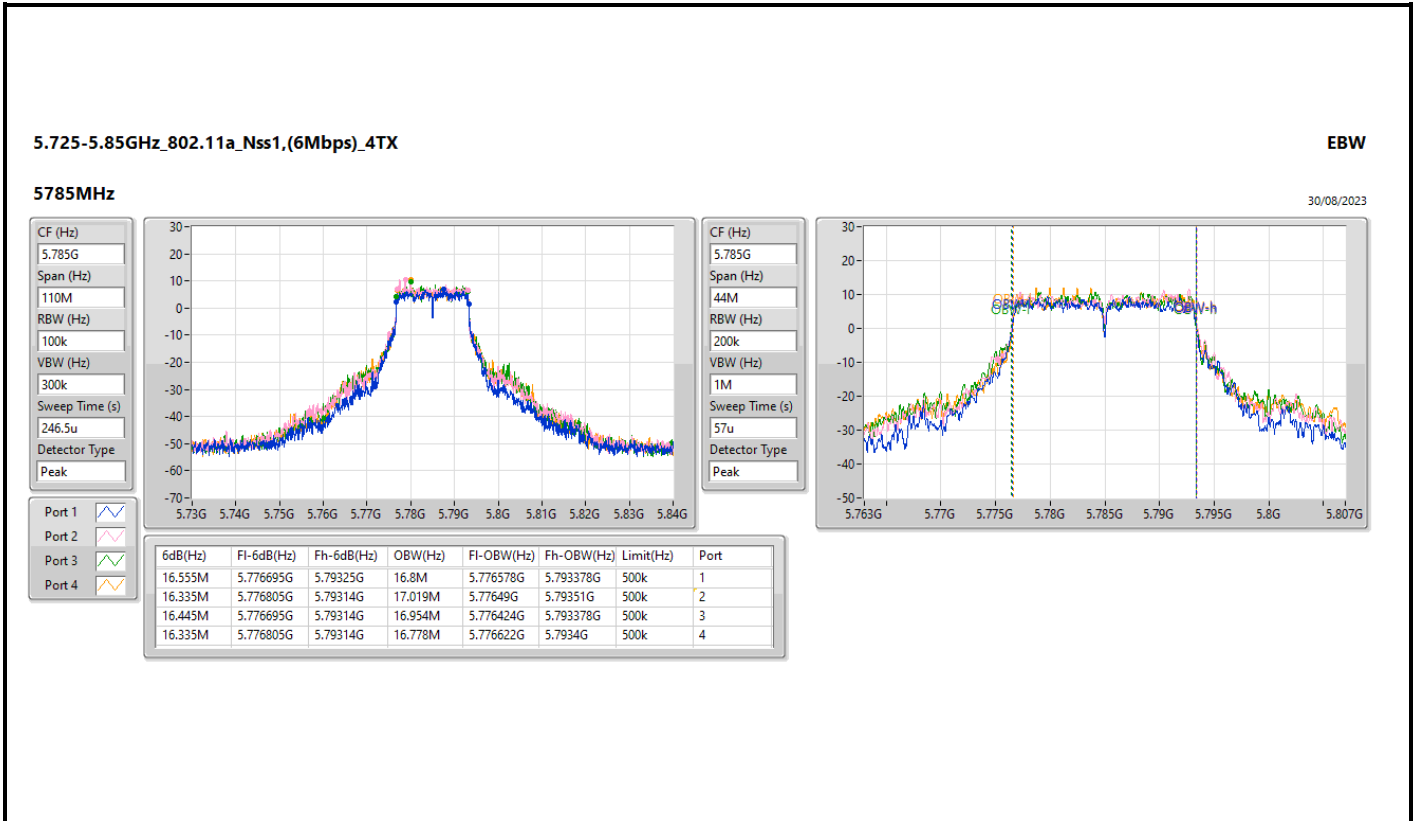 5.725-5.85GHz_802.11a_Nss1,(6Mbps)_4TX
EBW
5785MHz
30/08/2023
CF (Hz)
5.785G
Span (Hz)
110M
RBW (Hz)
100k
VBW (Hz)
300k
Sweep Time (s)
246.5u
Detector Type
Peak
30
20
10
0
-10
-20
-30
-40
-50
-60
-70
5.73G 5.74G 5.75G 5.76G 5.77G 5.78G 5.79G 5.8G 5.81G 5.82G 5.83G 5.84G
CF (Hz)
5.785G
Span (Hz)
44M
RBW (Hz)
200k
VBW (Hz)
1M
Sweep Time (s)
57u
Detector Type
Peak
30
20
10
0
-10
-20
-30
-40
-50
OBW-h
5.763G 5.77G 5.775G 5.78G 5.785G 5.79G 5.795G 5.8G 5.807G
Port 1
Port 2
Port 3
Port 4
6dB(Hz) Fl-6dB(Hz) Fh-6dB(Hz) OBW(Hz) Fl-OBW(Hz) Fh-OBW(Hz) Limit(Hz) Port
16.555M 5.776695G 5.79325G 16.8M 5.776578G 5.793378G 500k 1
16.335M 5.776805G 5.79314G 17.019M 5.77649G 5.79351G 500k 2
16.445M 5.776695G 5.79314G 16.954M 5.776424G 5.793378G 500k 3
16.335M 5.776805G 5.79314G 16.778M 5.776622G 5.7934G 500k 4